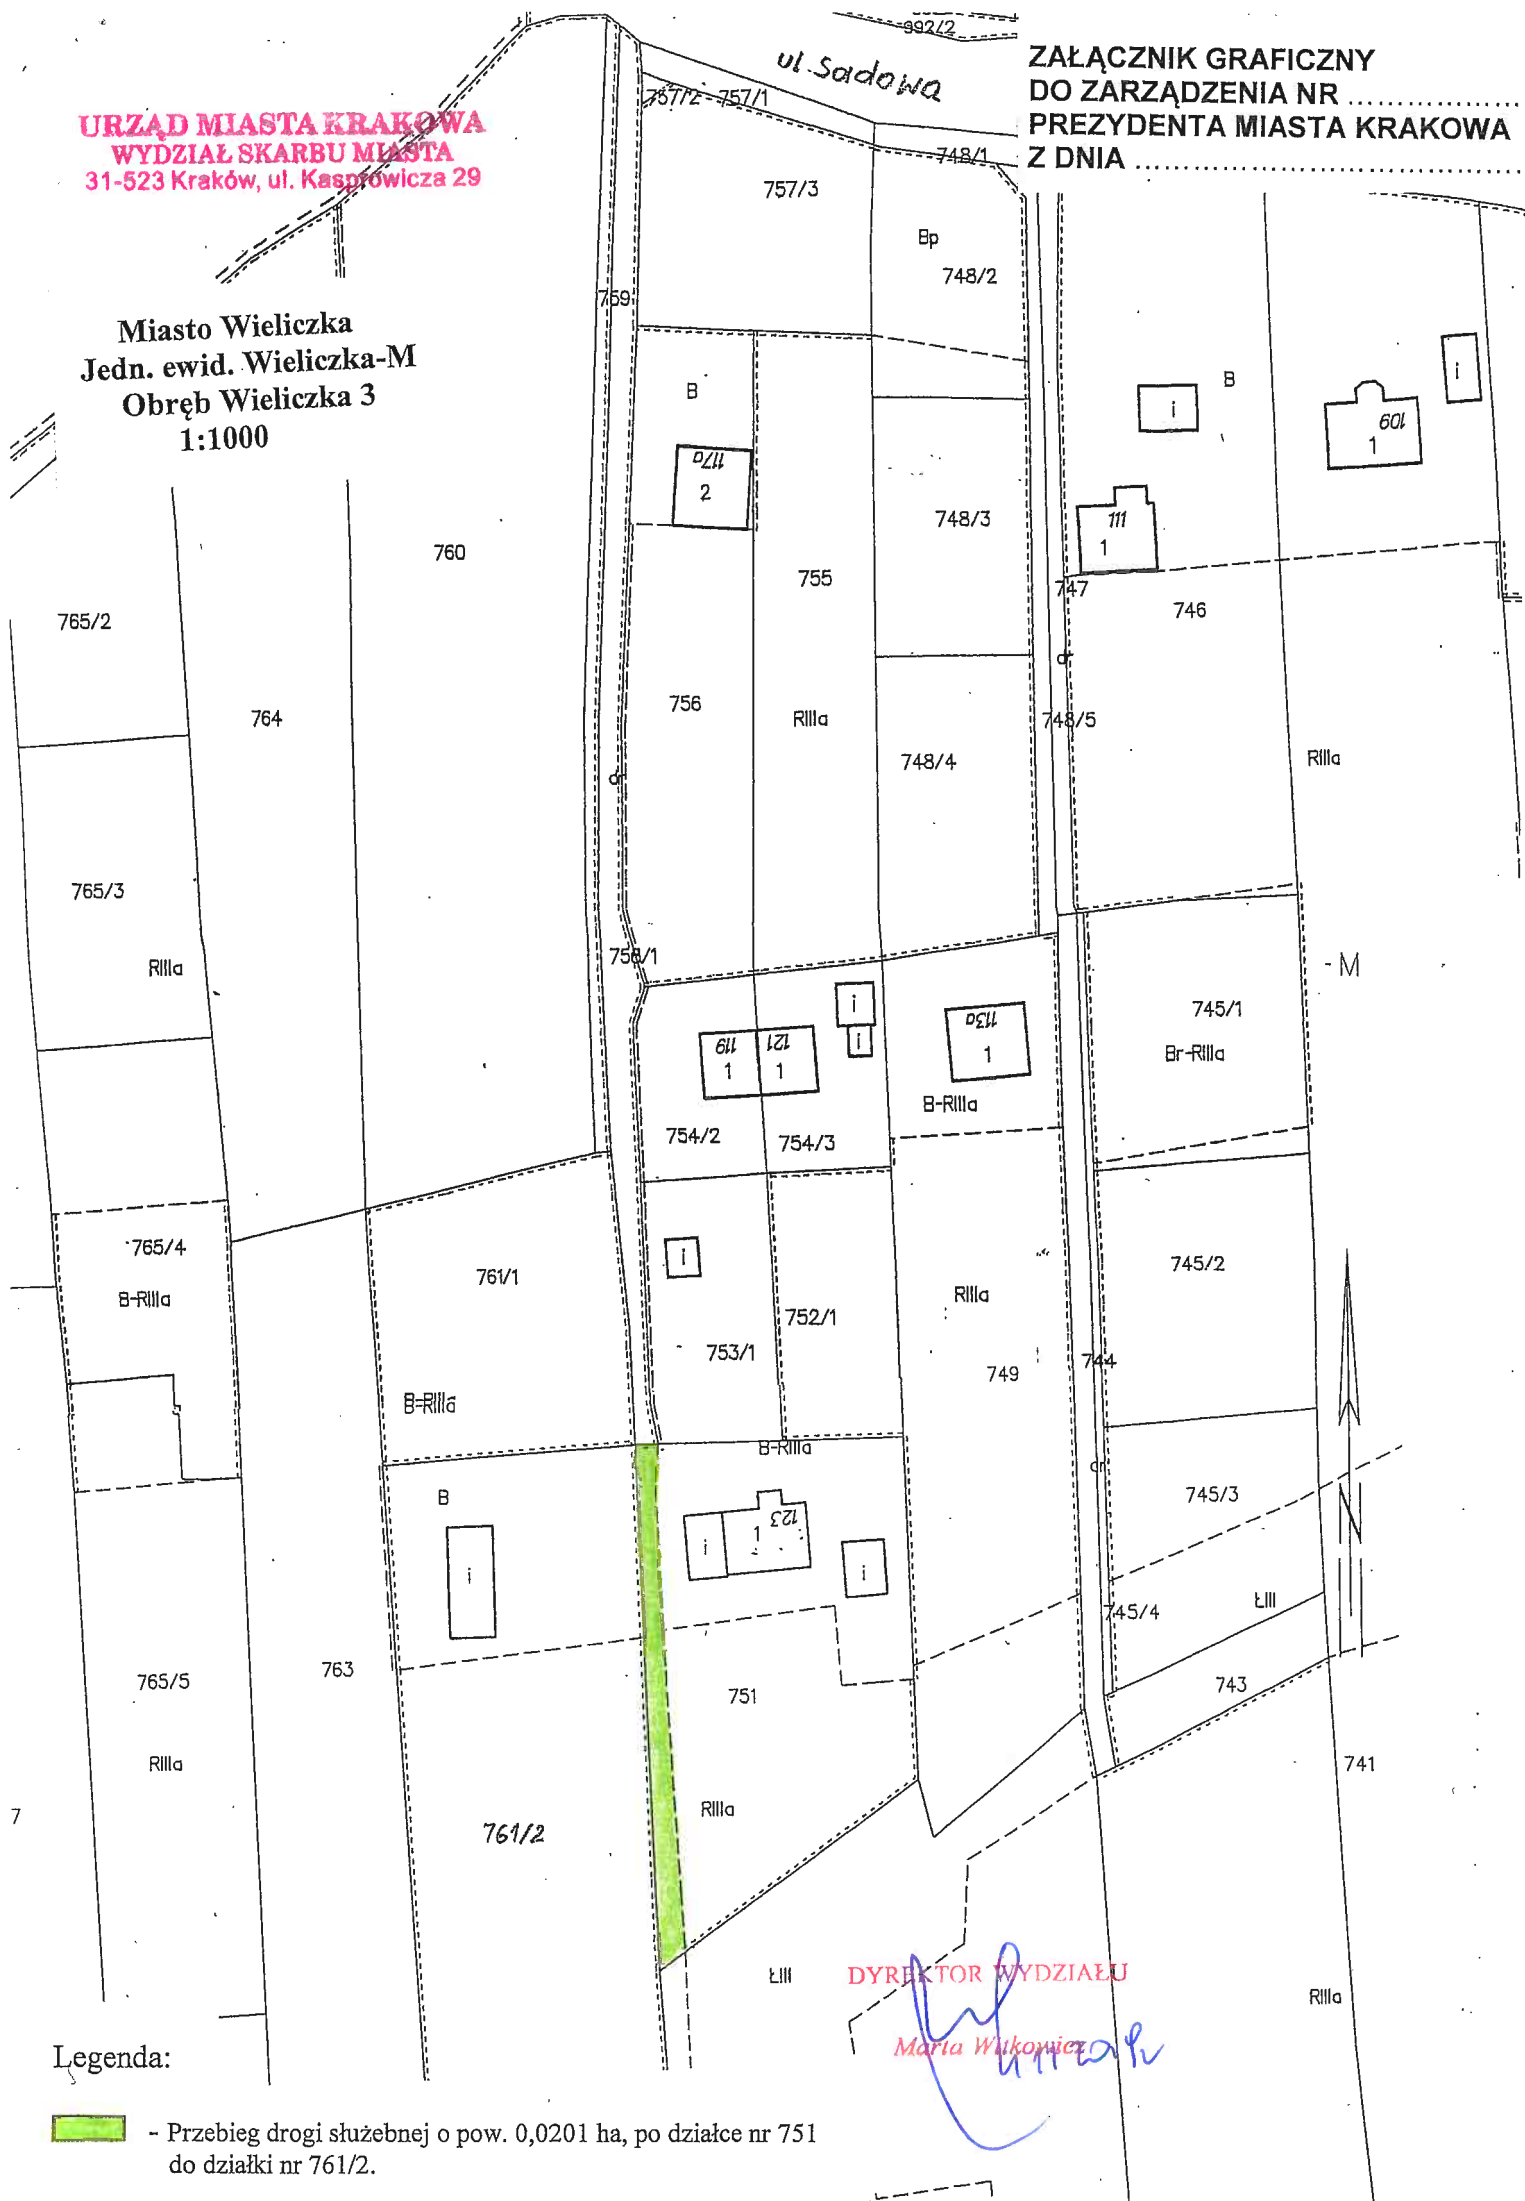 992/2
ul. Sadowa
ZAŁĄCZNIK GRAFICZNY
DO ZARZĄDZENIA NR ..................
PREZYDENTA MIASTA KRAKOWA
Z DNIA ........................................
URZĄD MIASTA KRAKOWA
WYDZIAŁ SKARBU MIASTA
31-523 Kraków, ul. Kasprowicza 29
757/2 757/1
748/1
757/3
Bp
748/2
759
Miasto Wieliczka
Jedn. ewid. Wieliczka-M
Obręb Wieliczka 3
1:1000
B
B
i
i
109
1
117a
2
748/3
111
1
760
755
747
746
765/2
dr
764
756
RIIIa
748/5
748/4
RIIIa
dr
765/3
758/1
RIIIa
-M
i
745/1
113a
i
119
121
1
1
1
Br-RIIIa
B-RIIIa
754/2
754/3
765/4
i
745/2
761/1
B-RIIIa
RIIIa
752/1
753/1
744
749
B-RIIIa
B-RIIIa
dr
B
745/3
N
123
i
1
i
i
ŁIII
745/4
763
765/5
751
743
RIIIa
741
RIIIa
7
761/2
ŁIII
DYREKTOR WYDZIAŁU
RIIIa
Marta Witkowicz
Legenda:
- Przebieg drogi służebnej o pow. 0,0201 ha, po działce nr 751
do działki nr 761/2.